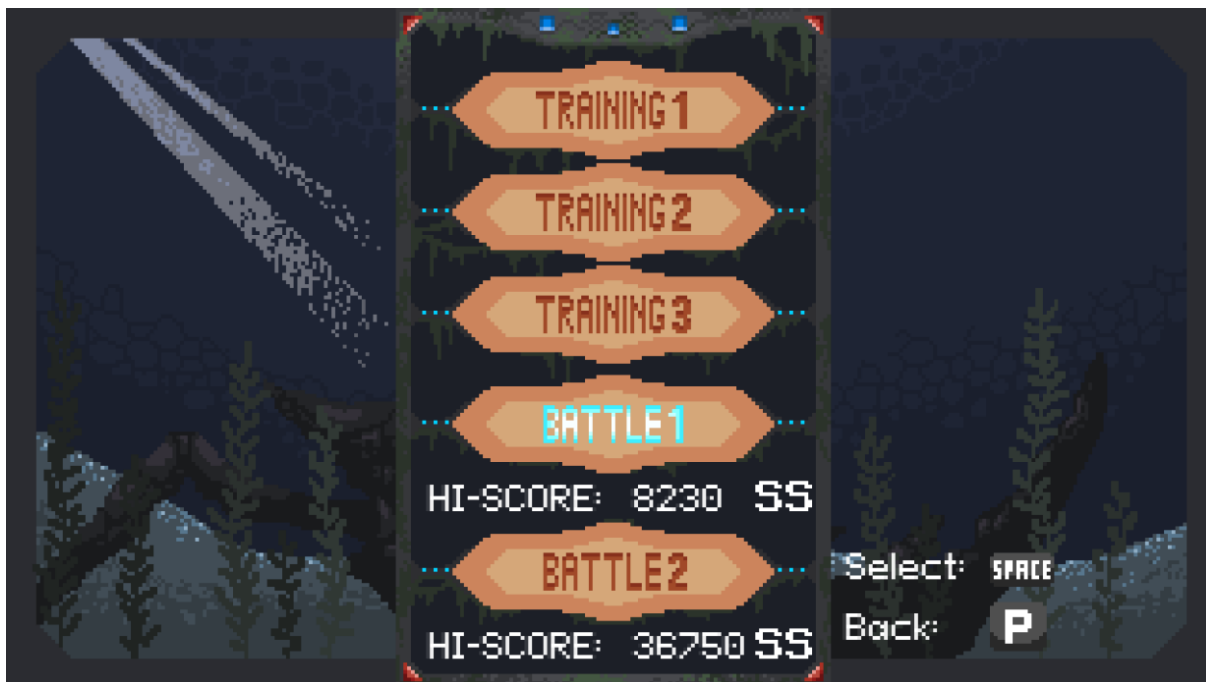 TRAINING 1
TRAINING 2
TRAINING 3
BATTLE 1
HI-SCORE: 8230 SS
BATTLE 2
HI-SCORE: 36750 SS
Select: SPACE
Back: P